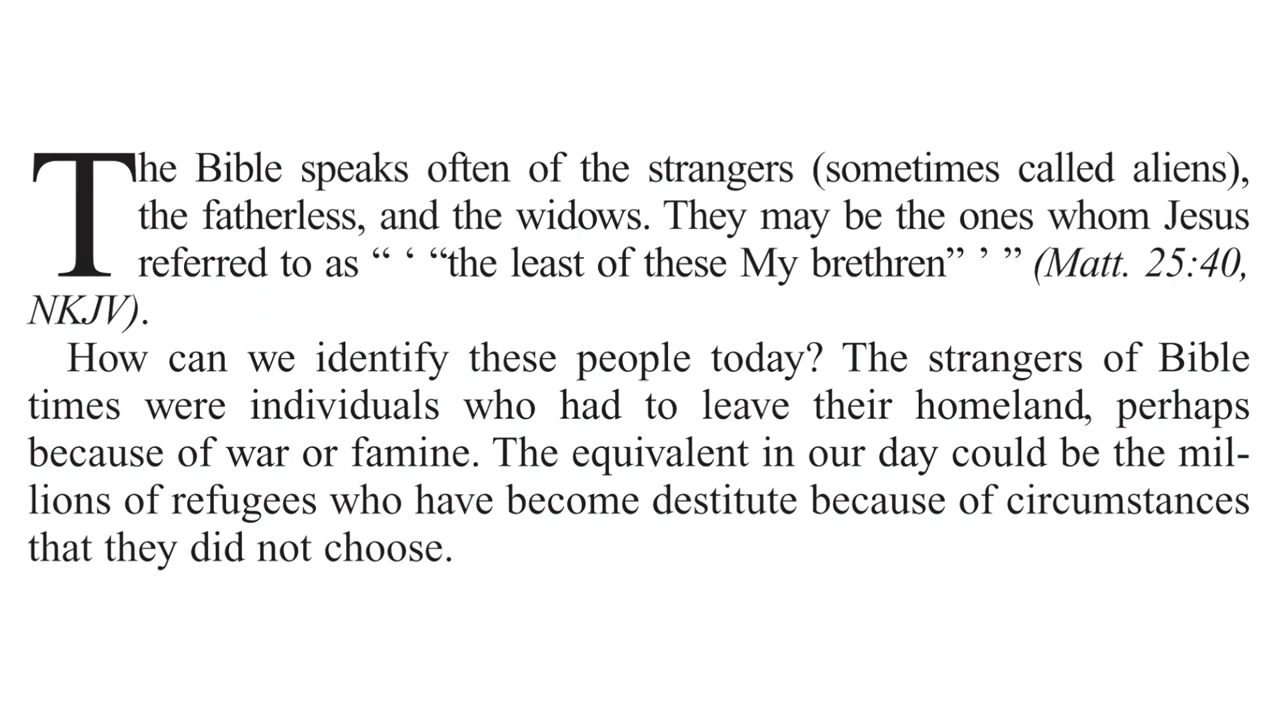 The Bible speaks often of the strangers (sometimes called aliens),
the fatherless, and the widows. They may be the ones whom Jesus
referred to as “ ‘ “the least of these My brethren” ’ ” (Matt. 25:40,
NKJV).
How can we identify these people today? The strangers of Bible
times were individuals who had to leave their homeland, perhaps
because of war or famine. The equivalent in our day could be the mil-
lions of refugees who have become destitute because of circumstances
that they did not choose.